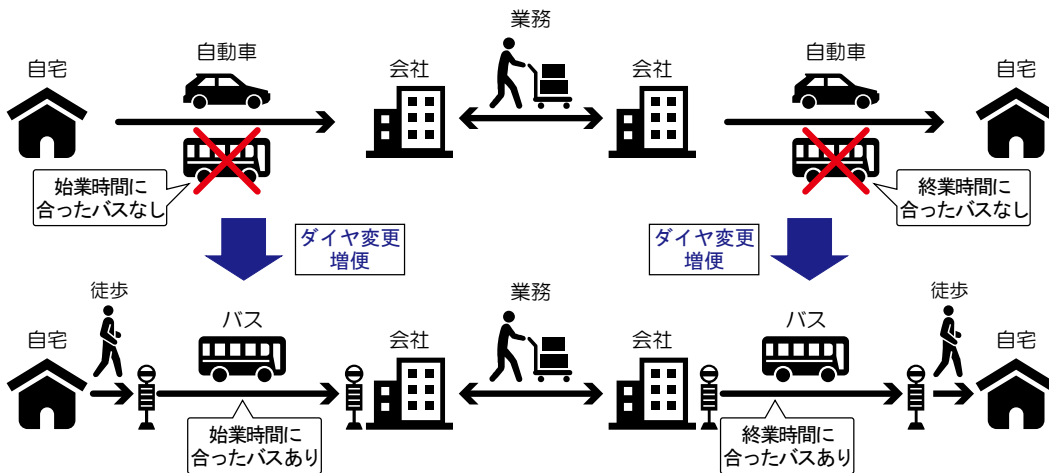 業務
自動車
自動車
自宅
会社
会社
自宅
始業時間に
合ったバスなし
終業時間に
合ったバスなし
ダイヤ変更
増便
ダイヤ変更
増便
徒歩
業務
徒歩
自宅
バス
会社
会社
バス
自宅
始業時間に
合ったバスあり
終業時間に
合ったバスあり